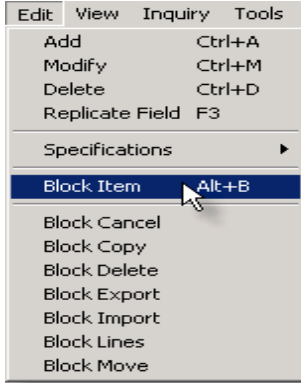 Edit View Inquiry Tools
Add Ctrl+A
Modify Ctrl+M
Delete Ctrl+D
Replicate Field F3
Specifications
Block Item Alt+B
Block Cancel
Block Copy
Block Delete
Block Export
Block Import
Block Lines
Block Move